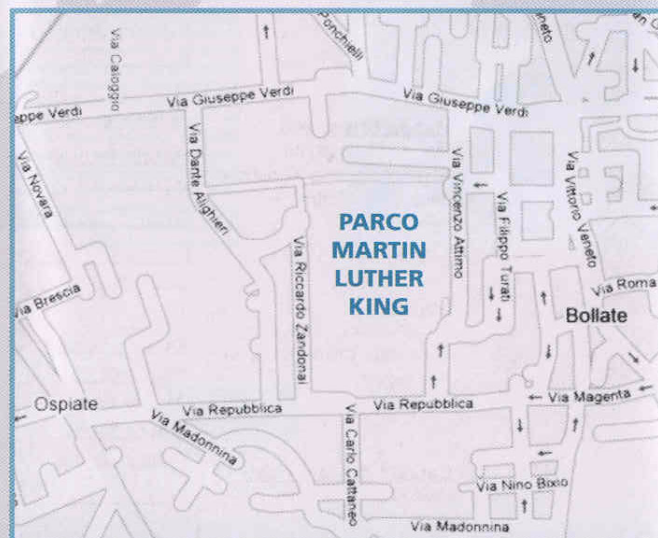 Ponchielli
Via Caloggio
Via Giuseppe Verdi
Via Giuseppe Verdi
eppe Verdi
Via Novara
Via Dante Alighieri
Via Vincenzo Attimo
Via Filippo Turati
Via Vittorio Veneto
PARCO
MARTIN
LUTHER
KING
Via Riccardo Zandonai
Via Brescia
Via Roma
Bollate
Ospiate
Via Repubblica
Via Repubblica
Via Magenta
Via Madonnina
Via Carlo Cattaneo
Via Nino Bixio
Via Madonnina